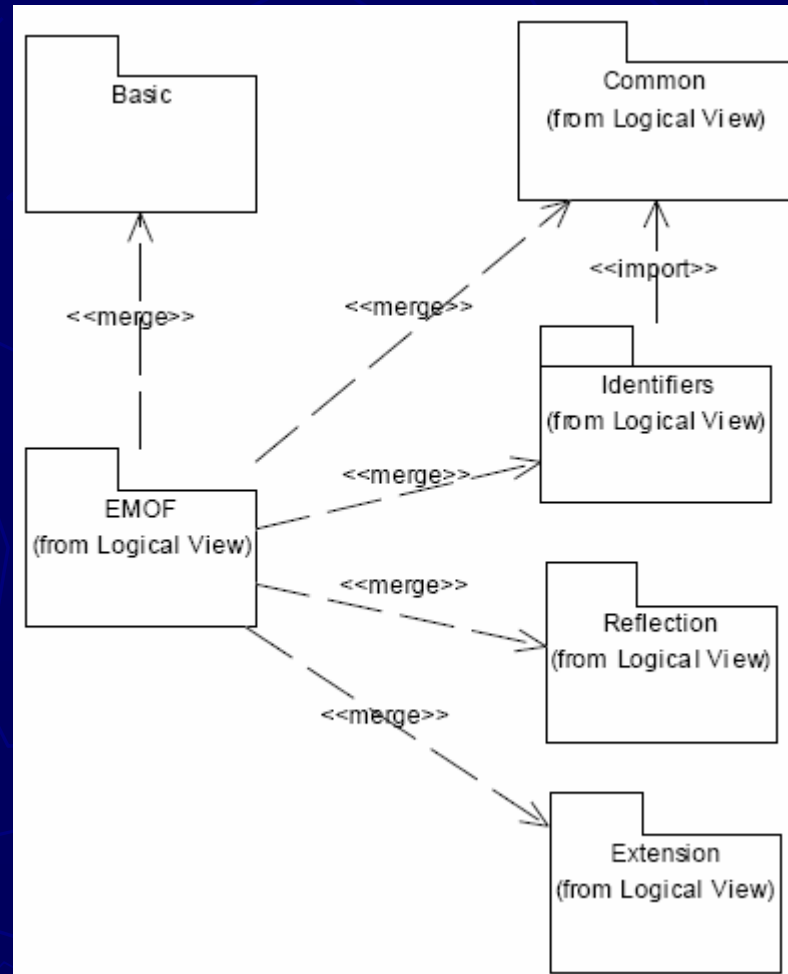 Basic
Common
(from Logical View)
<<import>>
<<merge>>
<<merge>>
Identifiers
(from Logical View)
<<merge>>
EMOF
(from Logical View)
<<merge>>
Reflection
(from Logical View)
<<merge>>
Extension
(from Logical View)